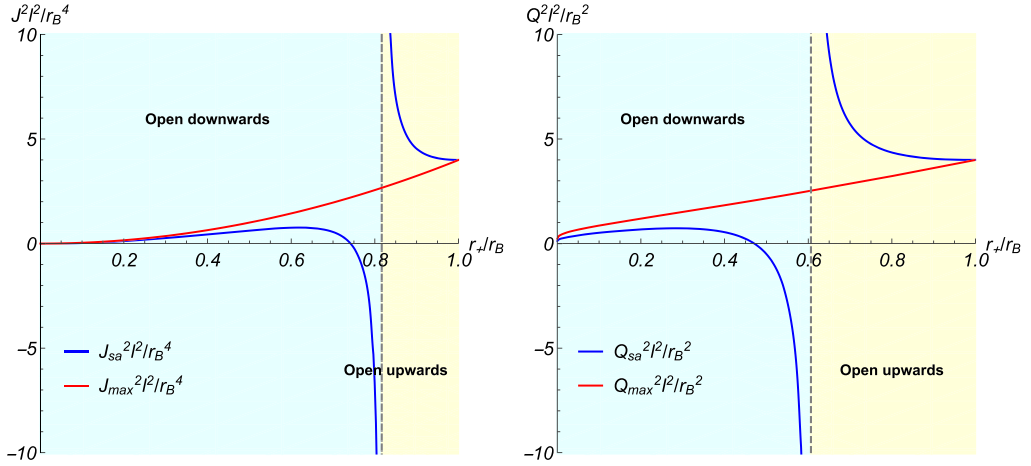 J²l²/r_B⁴
10
5
0
−5
−10
0.2
0.4
0.6
0.8
1.0
r₊/r_B
Open downwards
Open upwards
J_sa²l²/r_B⁴
J_max²l²/r_B⁴
Q²l²/r_B²
10
5
0
−5
−10
0.2
0.4
0.6
0.8
1.0
r₊/r_B
Open downwards
Open upwards
Q_sa²l²/r_B²
Q_max²l²/r_B²